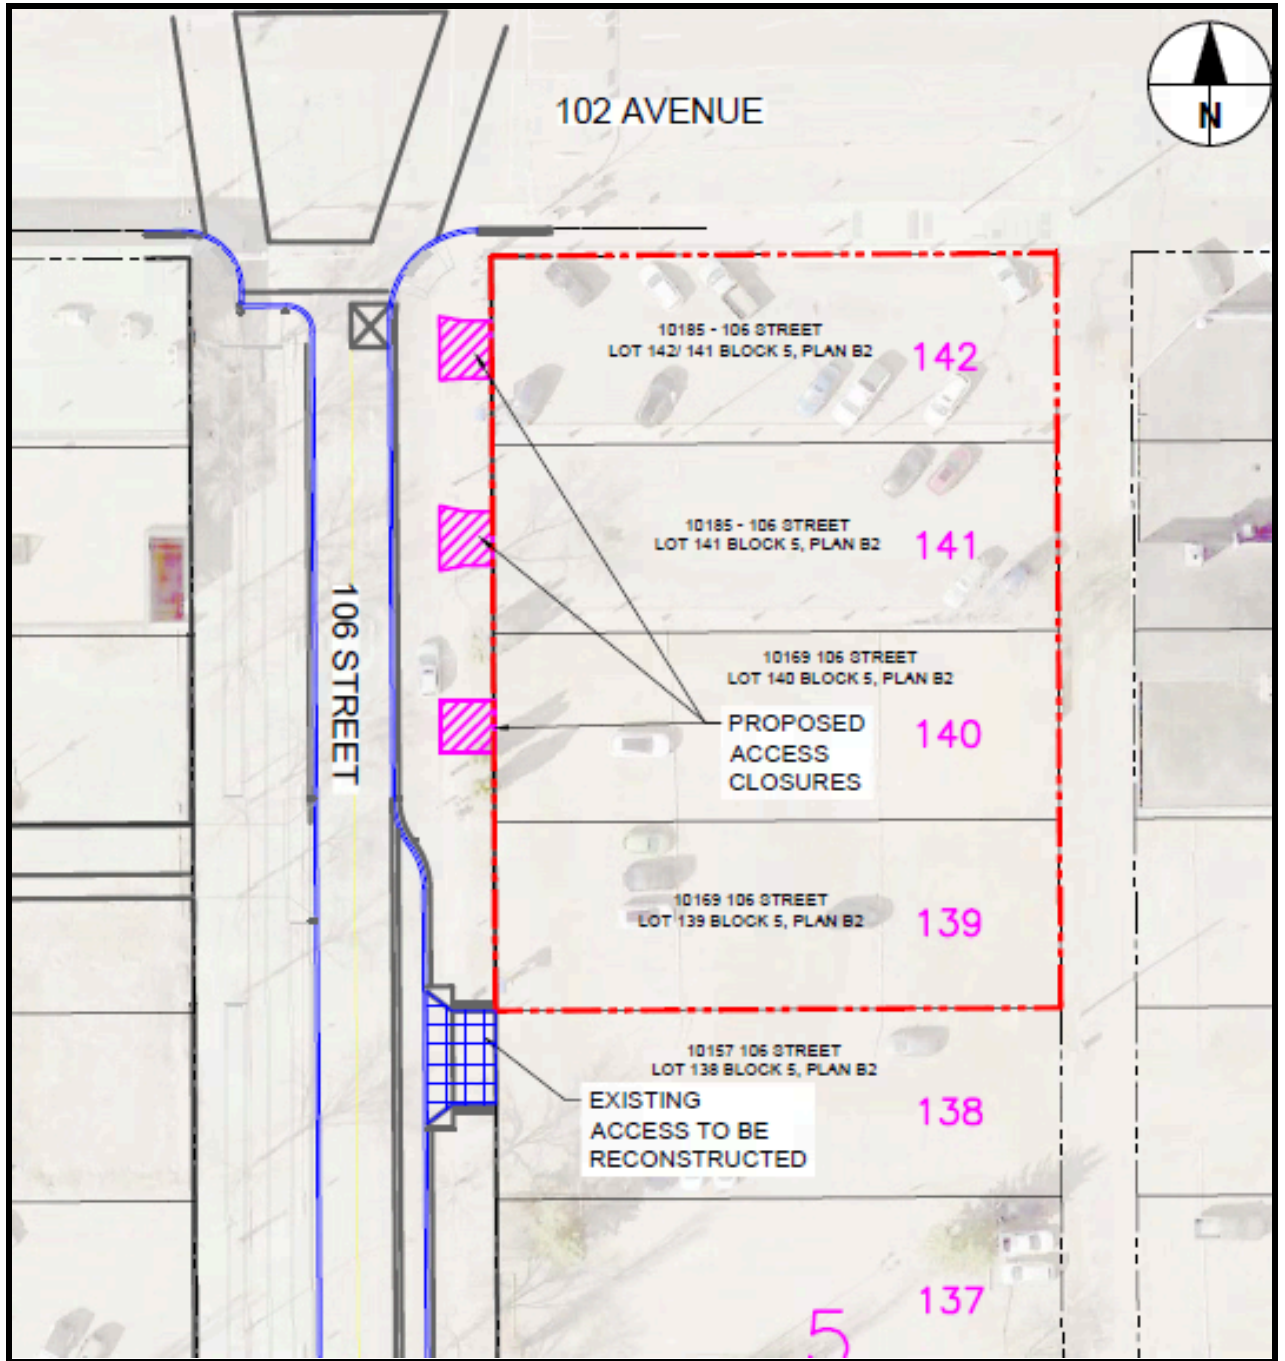 102 AVENUE
N
10185 - 106 STREET
LOT 142/ 141 BLOCK 5, PLAN B2
142
10185 - 106 STREET
LOT 141 BLOCK 5, PLAN B2
141
106 STREET
10169 106 STREET
LOT 140 BLOCK 5, PLAN B2
140
PROPOSED
ACCESS
CLOSURES
10169 106 STREET
LOT 139 BLOCK 5, PLAN B2
139
10157 106 STREET
LOT 138 BLOCK 5, PLAN B2
138
EXISTING
ACCESS TO BE
RECONSTRUCTED
137
5